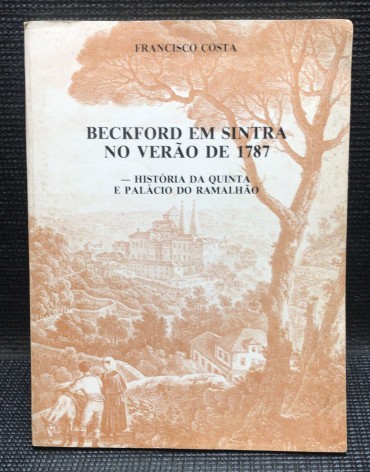 FRANCISCO COSTA
BECKFORD EM SINTRA
NO VERÃO DE 1787
— HISTÓRIA DA QUINTA
E PALÁCIO DO RAMALHÃO